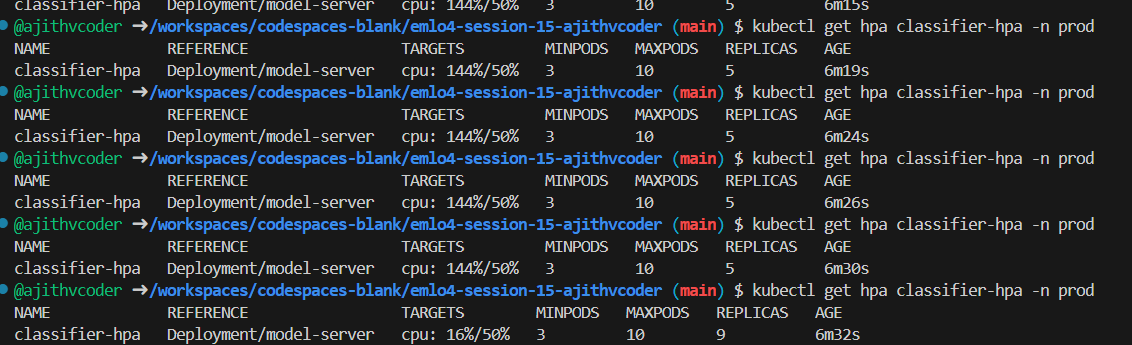 classifier-hpa   Deployment/model-server   cpu: 144%/50%   3         10        5          6m15s
@ajithvcoder ➜/workspaces/codespaces-blank/emlo4-session-15-ajithvcoder (main) $ kubectl get hpa classifier-hpa -n prod
NAME             REFERENCE                 TARGETS         MINPODS   MAXPODS   REPLICAS   AGE
classifier-hpa   Deployment/model-server   cpu: 144%/50%   3         10        5          6m19s
@ajithvcoder ➜/workspaces/codespaces-blank/emlo4-session-15-ajithvcoder (main) $ kubectl get hpa classifier-hpa -n prod
NAME             REFERENCE                 TARGETS         MINPODS   MAXPODS   REPLICAS   AGE
classifier-hpa   Deployment/model-server   cpu: 144%/50%   3         10        5          6m24s
@ajithvcoder ➜/workspaces/codespaces-blank/emlo4-session-15-ajithvcoder (main) $ kubectl get hpa classifier-hpa -n prod
NAME             REFERENCE                 TARGETS         MINPODS   MAXPODS   REPLICAS   AGE
classifier-hpa   Deployment/model-server   cpu: 144%/50%   3         10        5          6m26s
@ajithvcoder ➜/workspaces/codespaces-blank/emlo4-session-15-ajithvcoder (main) $ kubectl get hpa classifier-hpa -n prod
NAME             REFERENCE                 TARGETS         MINPODS   MAXPODS   REPLICAS   AGE
classifier-hpa   Deployment/model-server   cpu: 144%/50%   3         10        5          6m30s
@ajithvcoder ➜/workspaces/codespaces-blank/emlo4-session-15-ajithvcoder (main) $ kubectl get hpa classifier-hpa -n prod
NAME             REFERENCE                 TARGETS        MINPODS   MAXPODS   REPLICAS   AGE
classifier-hpa   Deployment/model-server   cpu: 16%/50%   3         10        9          6m32s